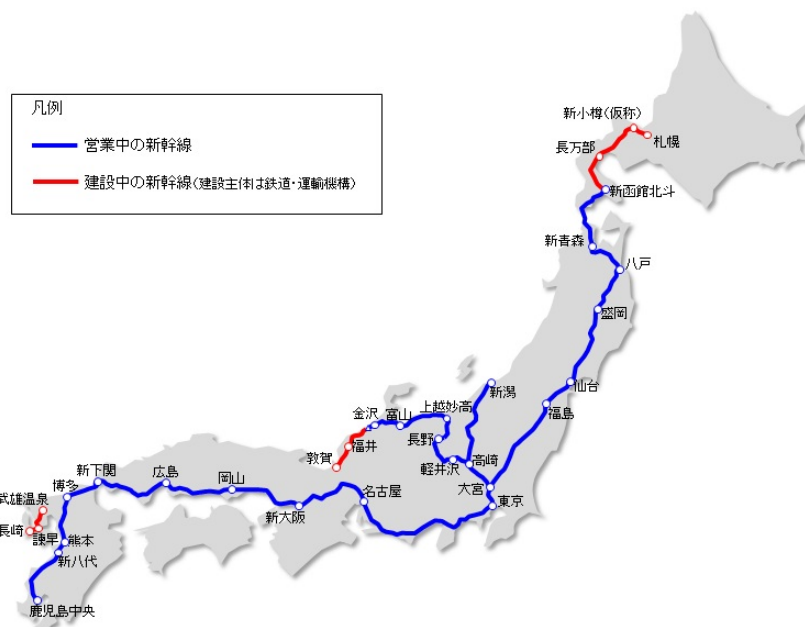 凡例
営業中の新幹線
建設中の新幹線(建設主体は鉄道・運輸機構)
新小樽(仮称)
札幌
長万部
新函館北斗
新青森
八戸
盛岡
仙台
新潟
福島
上越妙高
金沢
富山
福井
長野
敦賀
軽井沢
高崎
大宮
東京
名古屋
新大阪
岡山
広島
新下関
博多
武雄温泉
長崎
諫早
熊本
新八代
鹿児島中央